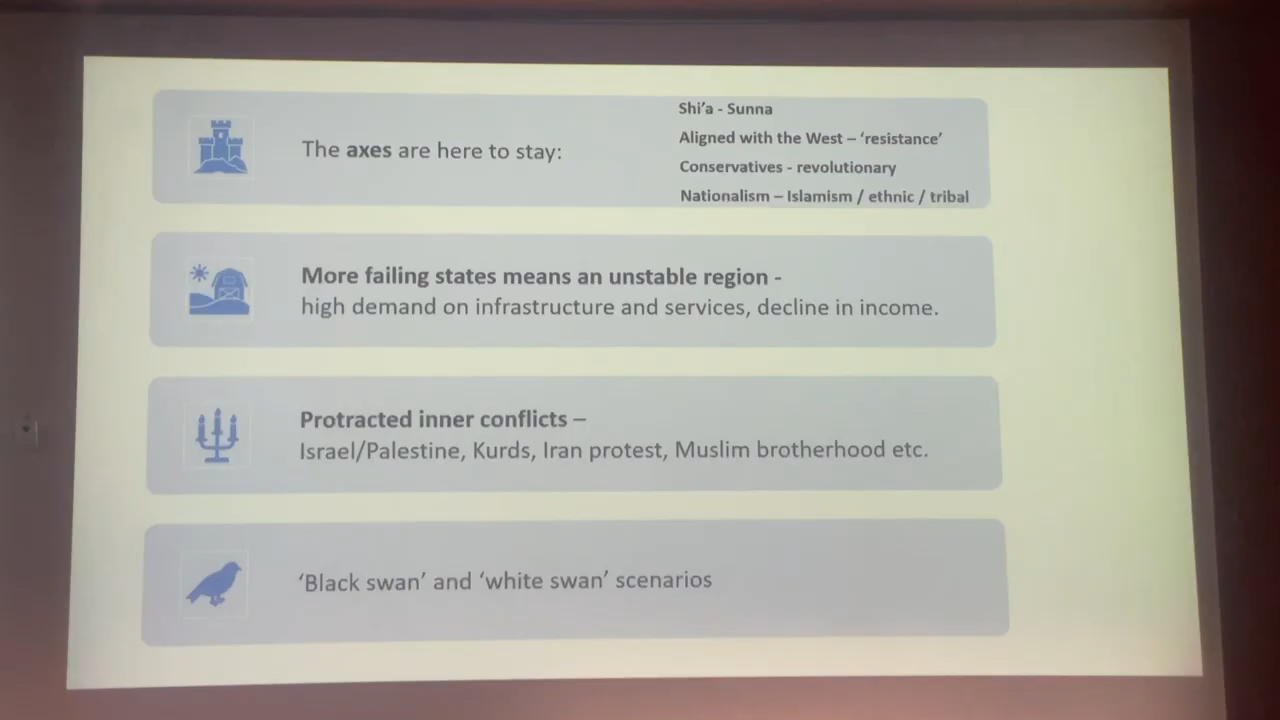 The axes are here to stay:
Shi'a - Sunna
Aligned with the West – 'resistance'
Conservatives - revolutionary
Nationalism – Islamism / ethnic / tribal
More failing states means an unstable region -
high demand on infrastructure and services, decline in income.
Protracted inner conflicts –
Israel/Palestine, Kurds, Iran protest, Muslim brotherhood etc.
‘Black swan’ and ‘white swan’ scenarios